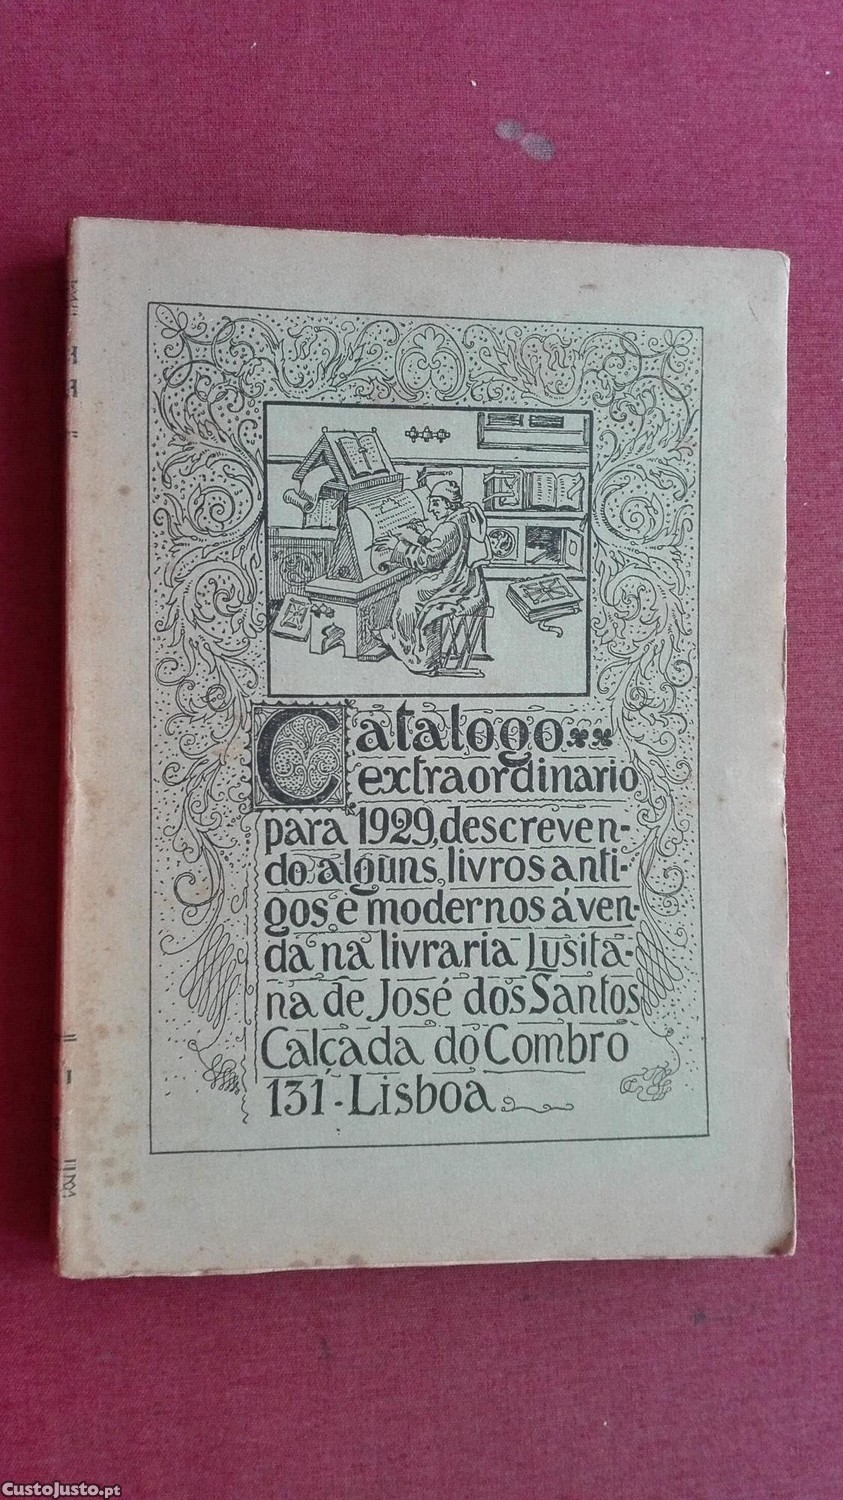 Catalogo
extraordinario
para 1929, descreven-
do alguns, livros anti-
gos e modernos á ven-
da na livraria Lusita-
na de José dos Santos
Calçada do Combro
131 - Lisboa
CustoJusto.pt